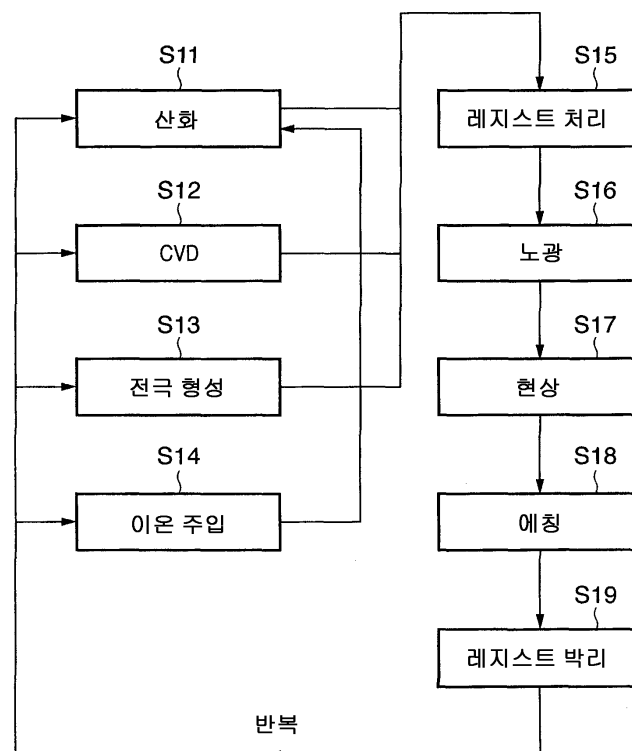 S11
산화
S12
CVD
S13
전극 형성
S14
이온 주입
S15
레지스트 처리
S16
노광
S17
현상
S18
에칭
S19
레지스트 박리
반복